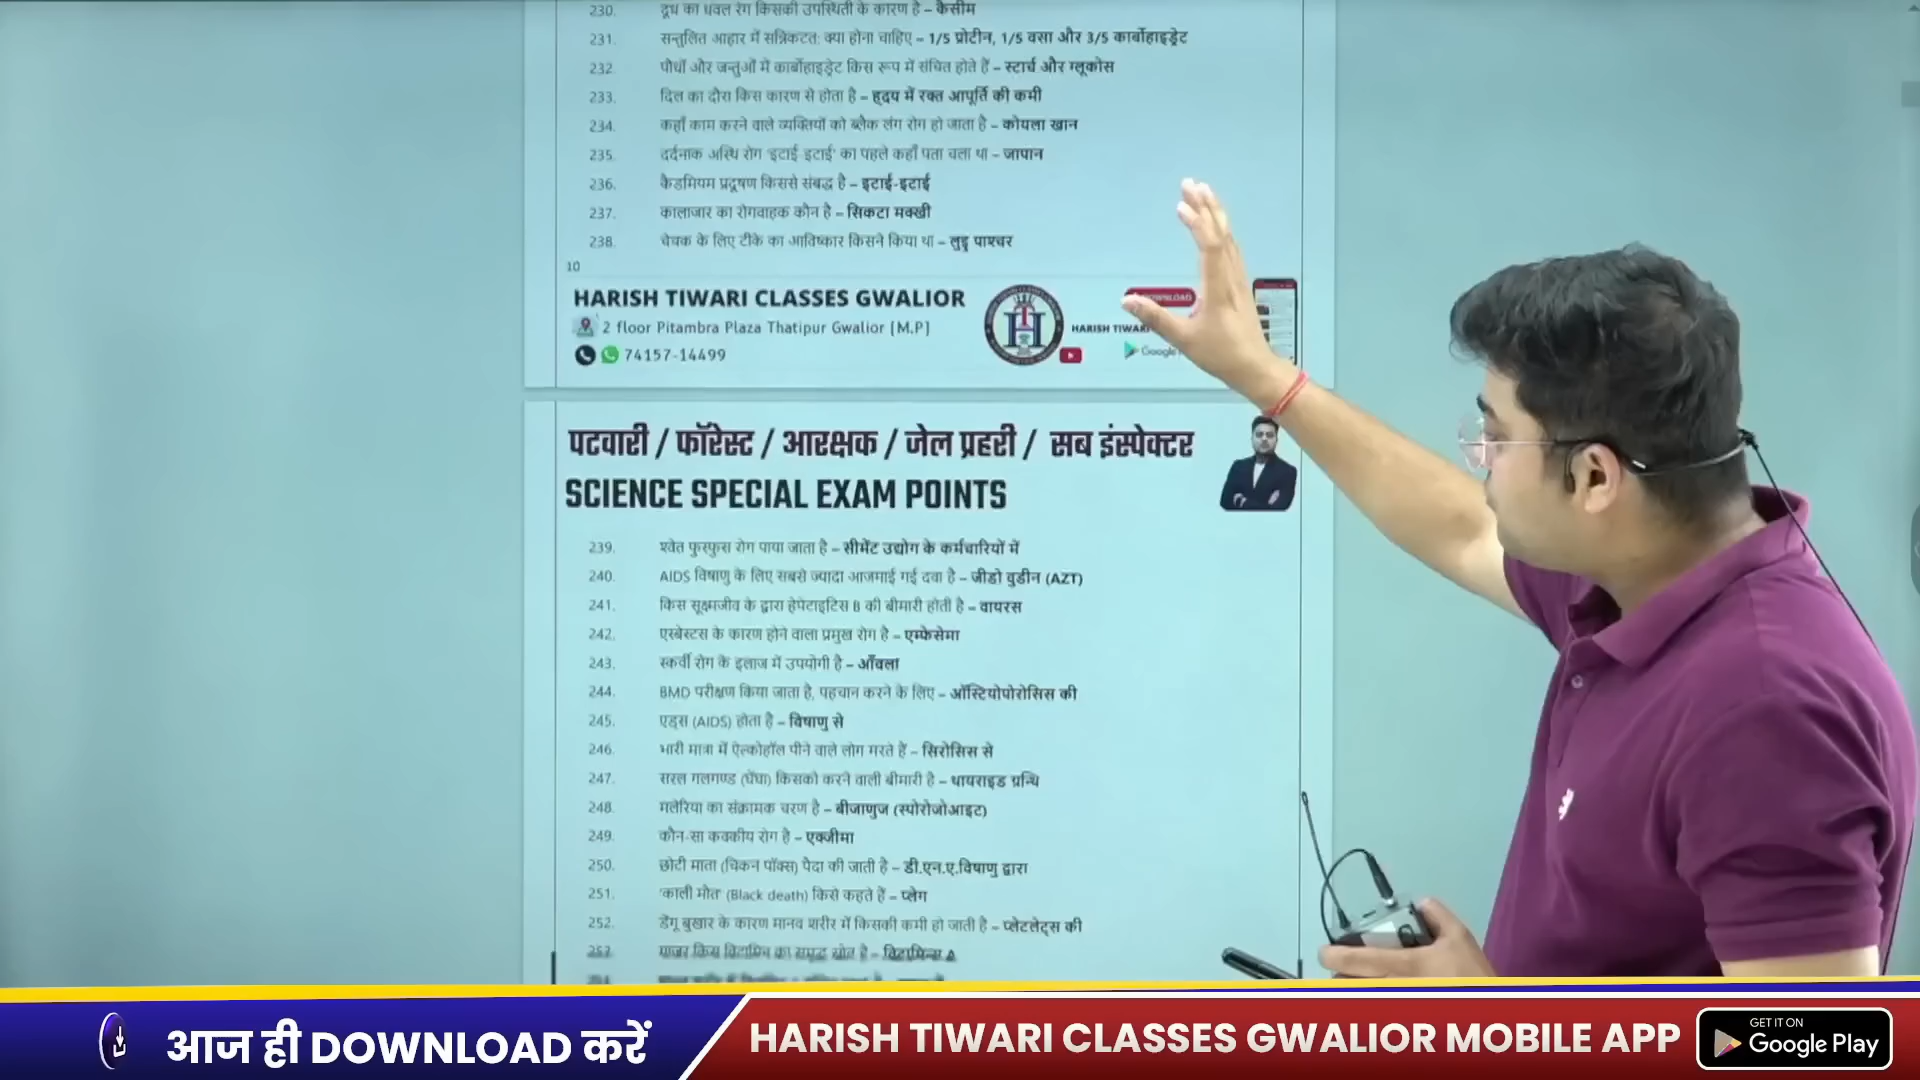 230. दूध का धवल रंग किसकी उपस्थिती के कारण है – कैसीम
231. सन्तुलित आहार में सन्निकटत: क्या होना चाहिए – 1/5 प्रोटीन, 1/5 वसा और 3/5 कार्बोहाइड्रेट
232. पौधों और जन्तुओं में कार्बोहाइड्रेट किस रूप में संचित होते हैं – स्टार्च और ग्लूकोस
233. दिल का दौरा किस कारण से होता है – हृदय में रक्त आपूर्ति की कमी
234. कहाँ काम करने वाले व्यक्तियों को ब्लैक लंग रोग हो जाता है – कोयला खान
235. दर्दनाक अस्थि रोग 'इटाई-इटाई' का पहले कहाँ पता चला था – जापान
236. कैडमियम प्रदूषण किससे संबद्ध है – इटाई-इटाई
237. कालाजार का रोगवाहक कौन है – सिकटा मक्खी
238. चेचक के लिए टीके का आविष्कार किसने किया था – लुइ पाश्चर
10
HARISH TIWARI CLASSES GWALIOR
2 floor Pitambra Plaza Thatipur Gwalior [M.P]
74157-14499
DOWNLOAD
HARISH TIWARI
Google
पटवारी / फॉरेस्ट / आरक्षक / जेल प्रहरी / सब इंस्पेक्टर
SCIENCE SPECIAL EXAM POINTS
239. श्वेत फुस्फुस रोग पाया जाता है – सीमेंट उद्योग के कर्मचारियों में
240. AIDS विषाणु के लिए सबसे ज्यादा आजमाई गई दवा है – जीडो वुडीन (AZT)
241. किस सूक्ष्मजीव के द्वारा हेपेटाइटिस B की बीमारी होती है – वायरस
242. एस्बेस्टस के कारण होने वाला प्रमुख रोग है – एम्फेसेमा
243. स्कर्वी रोग के इलाज में उपयोगी है – आँवला
244. BMD परीक्षण किया जाता है, पहचान करने के लिए – ऑस्टियोपोरोसिस की
245. एड्स (AIDS) होता है – विषाणु से
246. भारी मात्रा में ऐल्कोहॉल पीने वाले लोग मरते हैं – सिरोसिस से
247. सरल गलगण्ड (घेंघा) किसको करने वाली बीमारी है – थायराइड ग्रन्थि
248. मलेरिया का संक्रामक चरण है – बीजाणुज (स्पोरोजोआइट)
249. कौन-सा कवकीय रोग है – एक्जीमा
250. छोटी माता (चिकन पॉक्स) पैदा की जाती है – डी.एन.ए.विषाणु द्वारा
251. 'काली मौत' (Black death) किसे कहते हैं – प्लेग
252. डेंगू बुखार के कारण मानव शरीर में किसकी कमी हो जाती है – प्लेटलेट्स की
253. गाजर किस विटामिन का समृद्ध स्रोत है – विटामिन्स A
आज ही DOWNLOAD करें
HARISH TIWARI CLASSES GWALIOR MOBILE APP
GET IT ON
Google Play